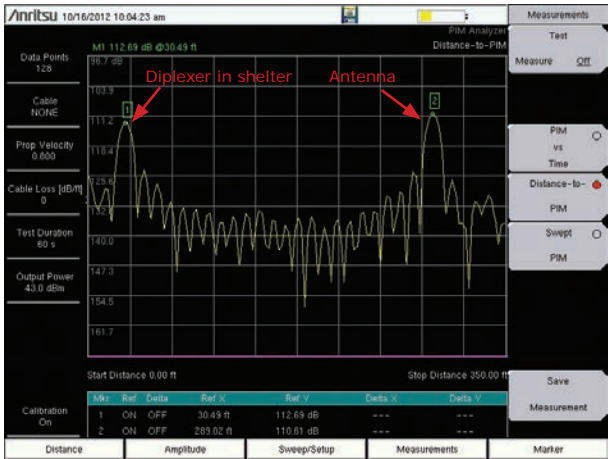 Anritsu 10/16/2012 10:04:23 am
Measurements
PIM Analyzer
M1 112.69 dB @30.49 ft
Distance-to-PIM
Data Points
128
Cable
NONE
Prop Velocity
0.800
Cable Loss [dB/ft]
0
Test Duration
60 s
Output Power
43.0 dBm
Calibration
On
96.7 dB
103.9
111.2
118.4
125.6
140.0
147.3
154.5
161.7
Diplexer in shelter
Antenna
1
2
Start Distance 0.00 ft
Stop Distance 350.00 ft
Mkr Ref Delta Ref X Ref Y Delta X Delta Y
1 ON OFF 30.49 ft 112.69 dB --- ---
2 ON OFF 289.02 ft 110.61 dB --- ---
Test
Measure Off
PIM
vs
Time
Distance-to-
PIM
Swept
PIM
Save
Measurement
Distance
Amplitude
Sweep/Setup
Measurements
Marker